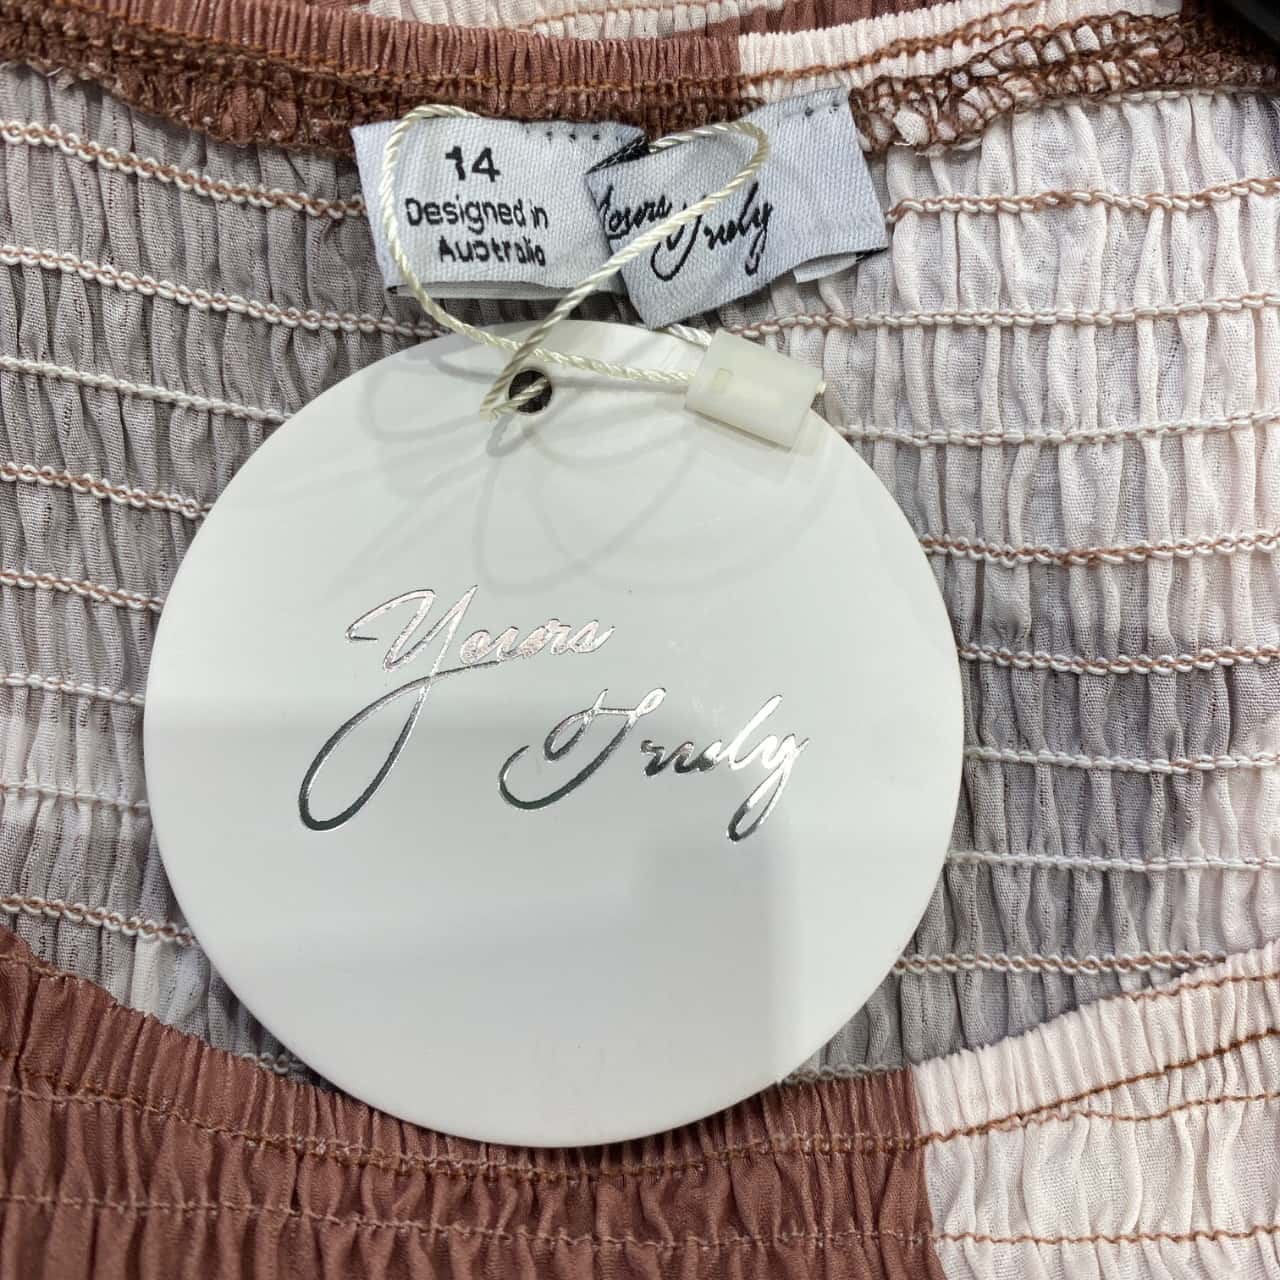 14
Designed in
Australia
Yours Truly
Yours
Truly